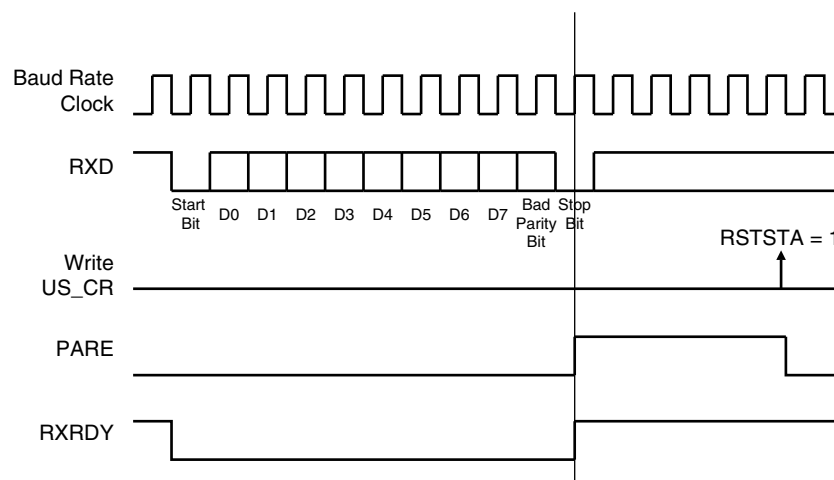 Baud Rate
Clock
RXD
Start
Bit
D0 D1 D2 D3 D4 D5 D6 D7
Bad
Parity
Bit
Stop
Bit
RSTSTA = 1
Write
US_CR
PARE
RXRDY